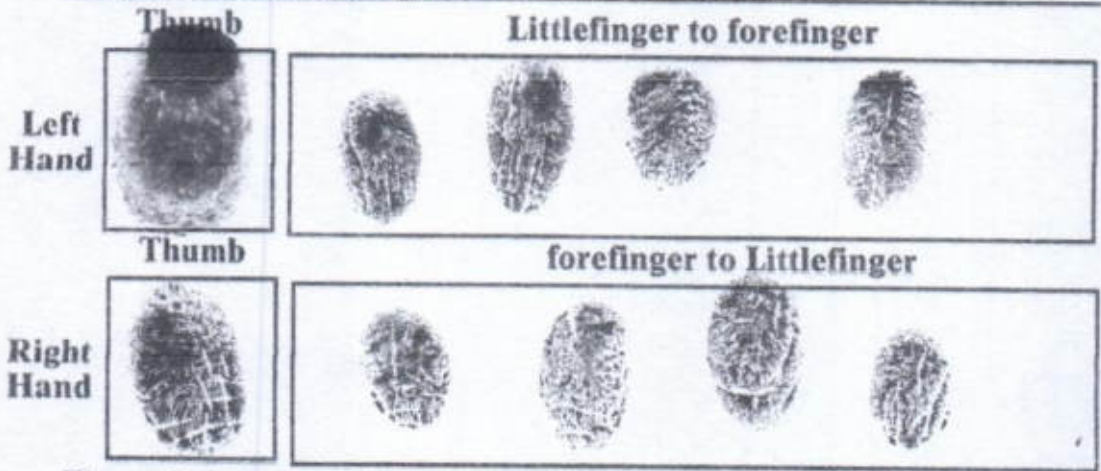 Thumb
Littlefinger to forefinger
Left
Hand
Thumb
forefinger to Littlefinger
Right
Hand